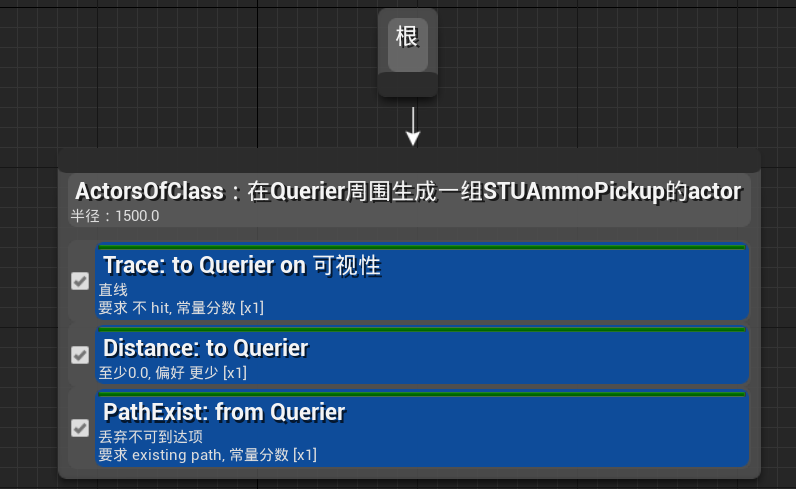 根
ActorsOfClass：在Querier周围生成一组STUAmmoPickup的actor
半径：1500.0
Trace: to Querier on 可视性
直线
要求 不 hit, 常量分数 [x1]
Distance: to Querier
至少0.0, 偏好 更少 [x1]
PathExist: from Querier
丢弃不可到达项
要求 existing path, 常量分数 [x1]